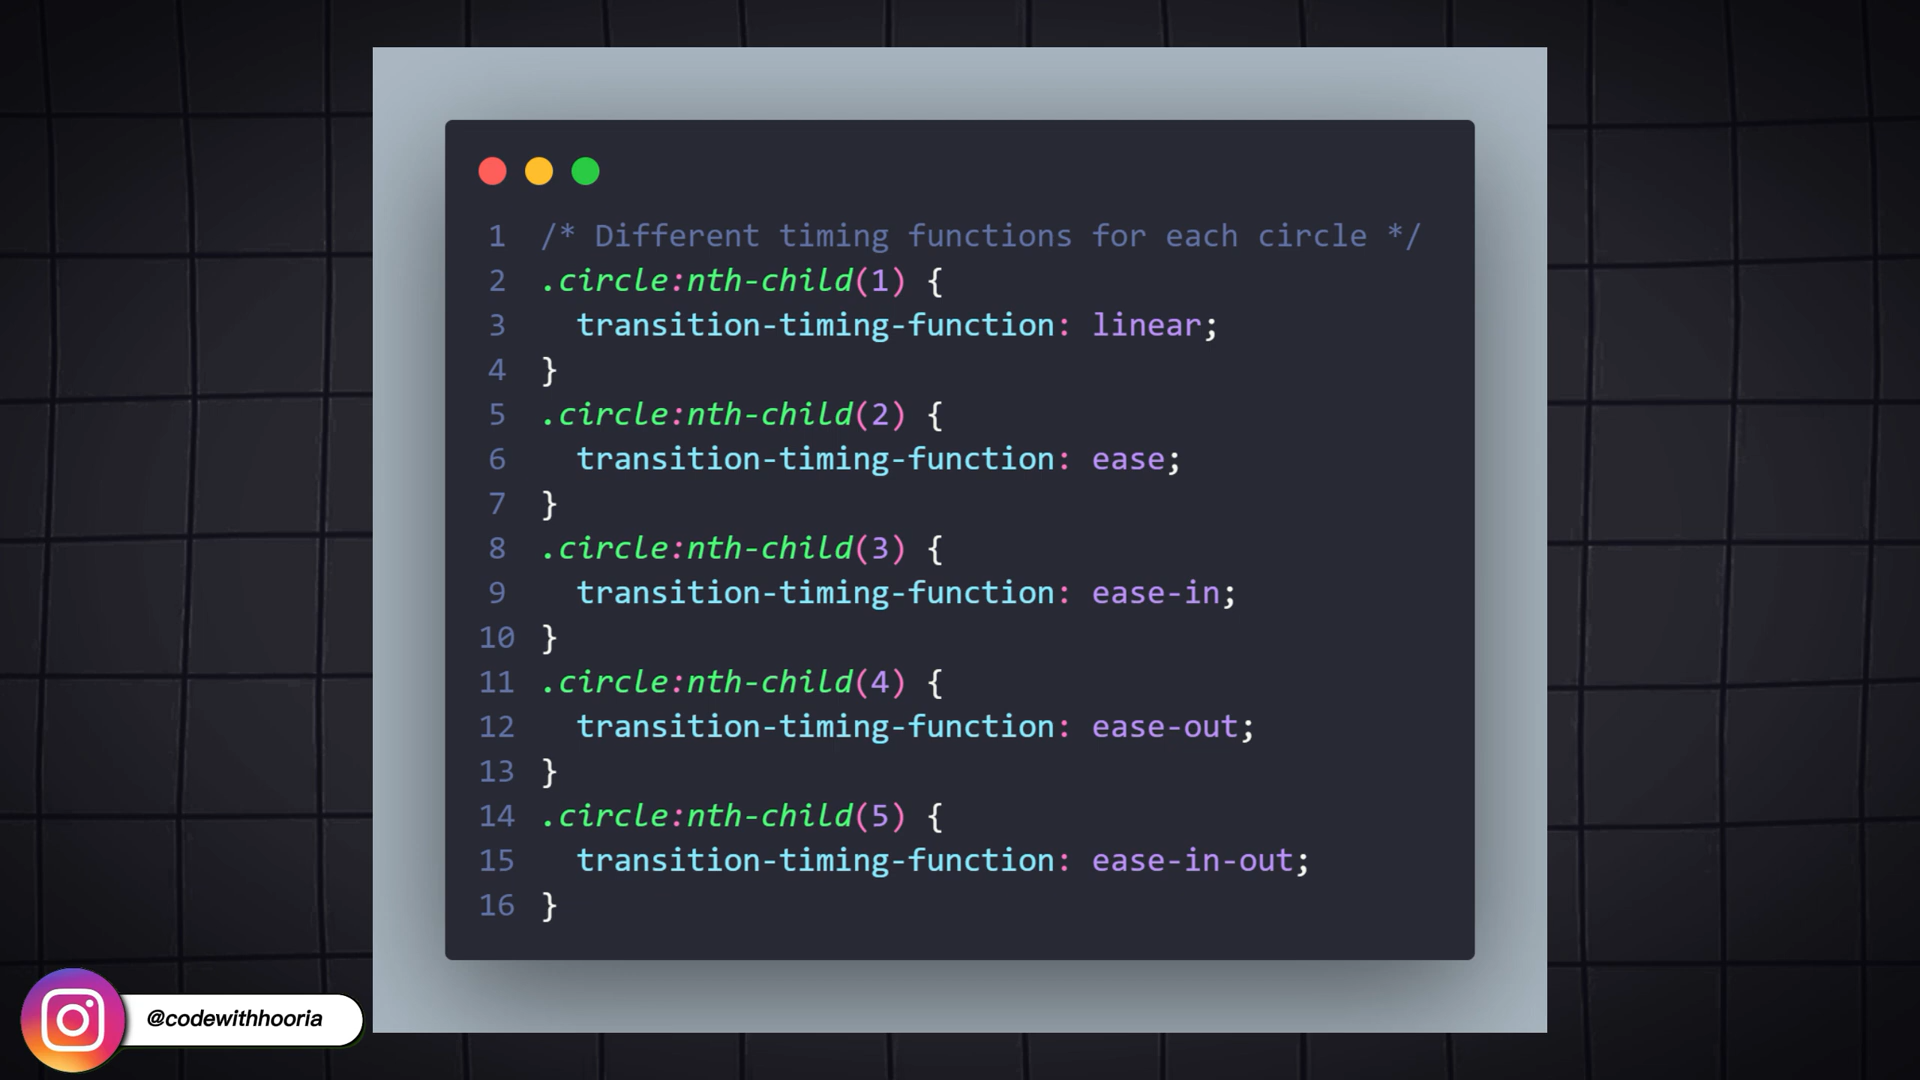 1 /* Different timing functions for each circle */
2 .circle:nth-child(1) {
3 transition-timing-function: linear;
4 }
5 .circle:nth-child(2) {
6 transition-timing-function: ease;
7 }
8 .circle:nth-child(3) {
9 transition-timing-function: ease-in;
10 }
11 .circle:nth-child(4) {
12 transition-timing-function: ease-out;
13 }
14 .circle:nth-child(5) {
15 transition-timing-function: ease-in-out;
16 }
@codewithhooria